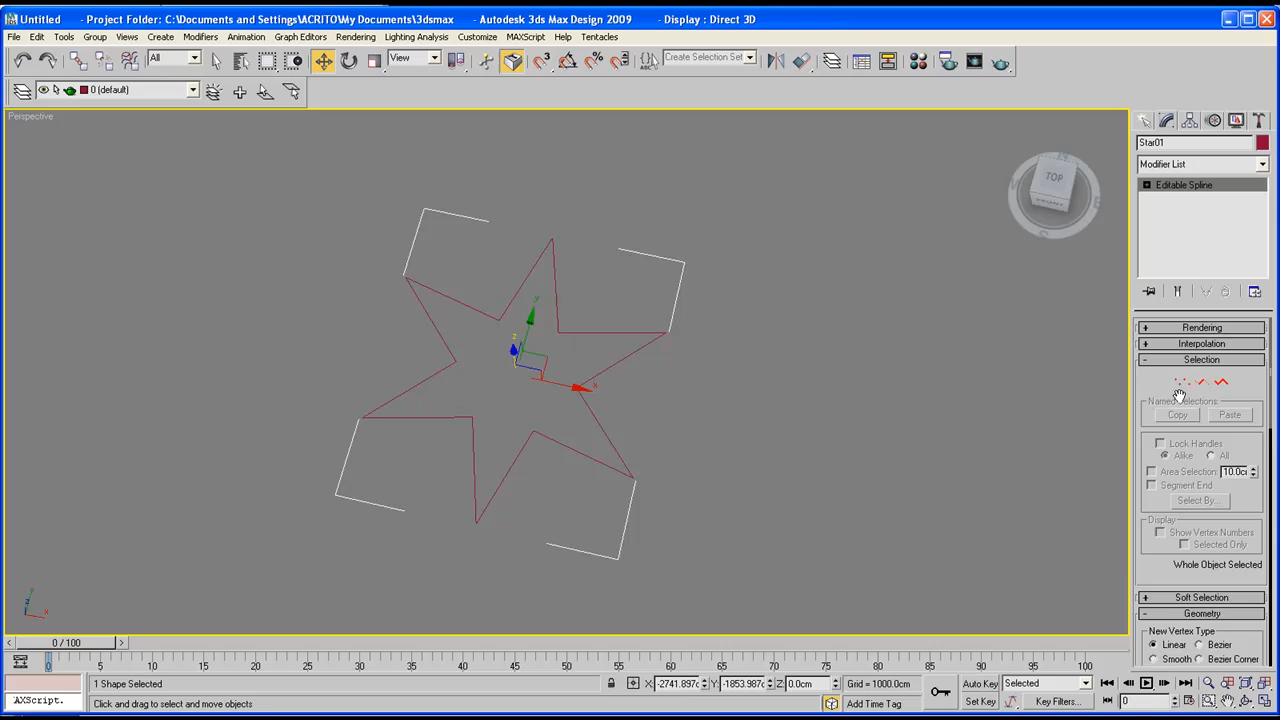 Untitled - Project Folder: C:\Documents and Settings\ACRITO\My Documents\3dsmax - Autodesk 3ds Max Design 2009 - Display : Direct 3D
File Edit Tools Group Views Create Modifiers Animation Graph Editors Rendering Lighting Analysis Customize MAXScript Help Tentacles
All View Create Selection Set
0 (default)
Perspective
TOP
FRONT
Star01
Modifier List
Editable Spline
Rendering
Interpolation
Selection
Named Selections:
Copy Paste
Lock Handles
Alike All
Area Selection: 10.0c
Segment End
Select By...
Display
Show Vertex Numbers
Selected Only
Whole Object Selected
Soft Selection
Geometry
New Vertex Type
Linear Bezier
Smooth Bezier Corner
y
z
x
0 / 100
0 5 10 15 20 25 30 35 40 45 50 55 60 65 70 75 80 85 90 95 100
1 Shape Selected X: -2741.897c Y: -1853.987c Z: 0.0cm Grid = 1000.0cm Auto Key Selected
AXScript. Click and drag to select and move objects Add Time Tag Set Key Key Filters... 0